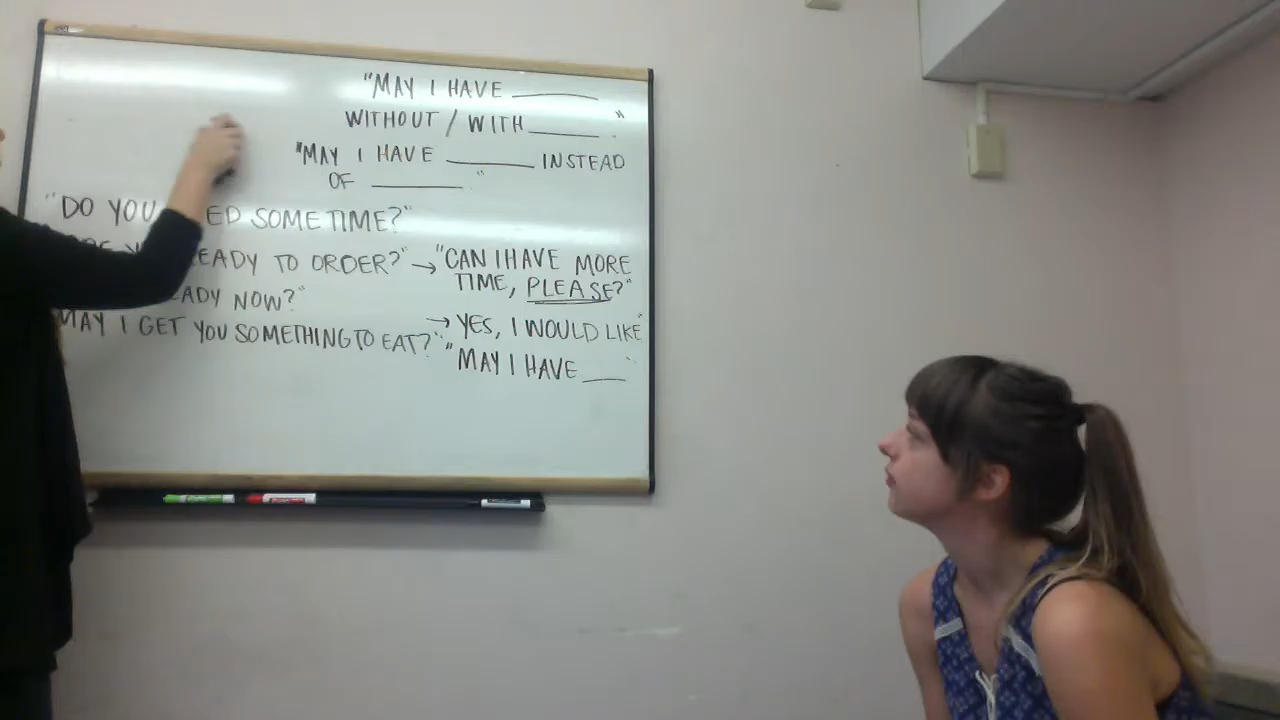 "MAY I HAVE ______
WITHOUT / WITH ______"
"MAY I HAVE ______ INSTEAD
OF ______"
"DO YOU ED SOME TIME?"
EADY TO ORDER?" → "CAN I HAVE MORE
TIME, PLEASE?"
ADY NOW?"
→ YES, I WOULD LIKE"
MAY I GET YOU SOMETHING TO EAT?"
"MAY I HAVE ___"